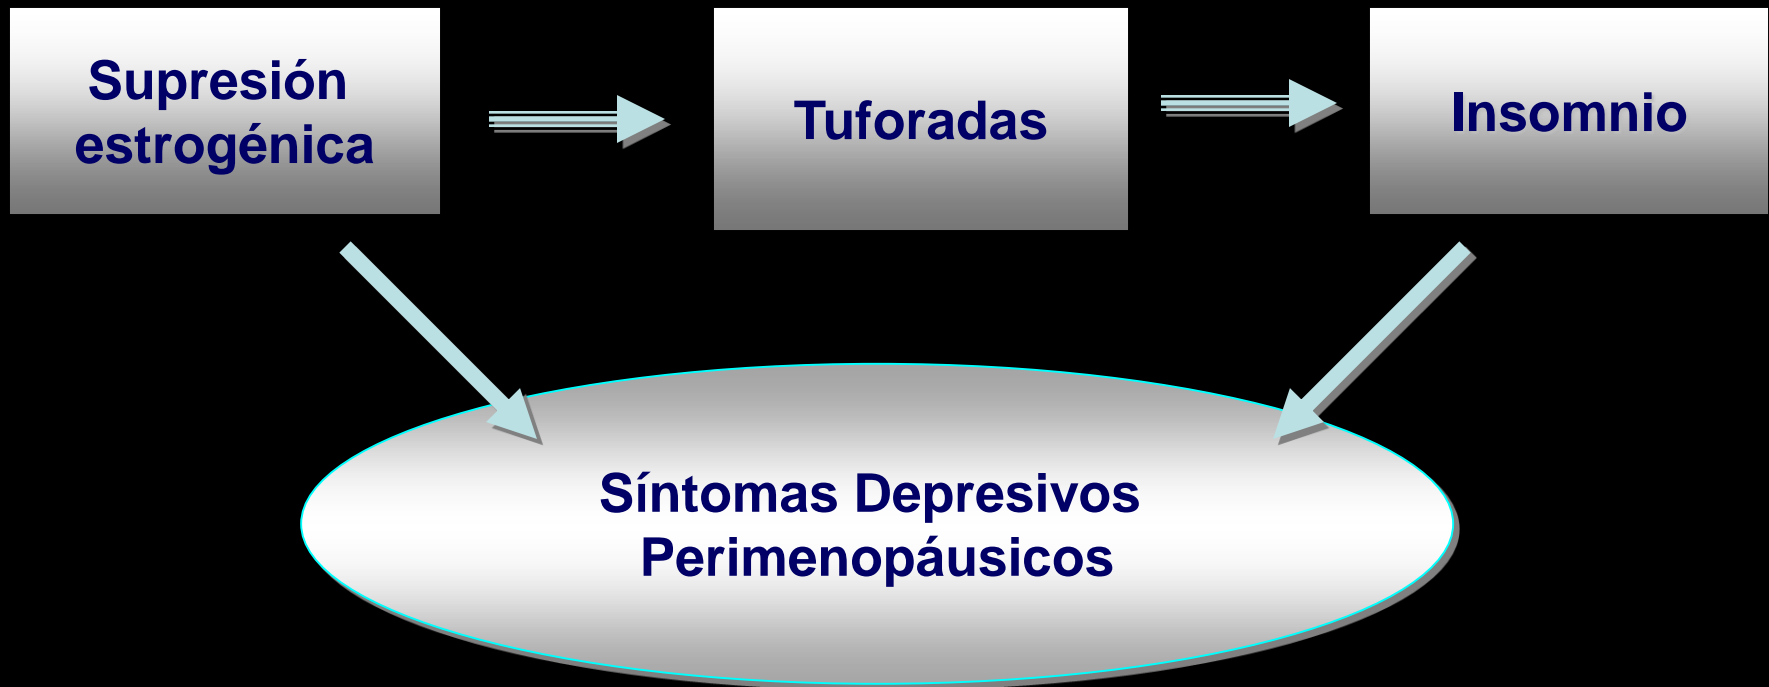 Supresión
estrogénica
Tuforadas
Insomnio
Síntomas Depresivos
Perimenopáusicos